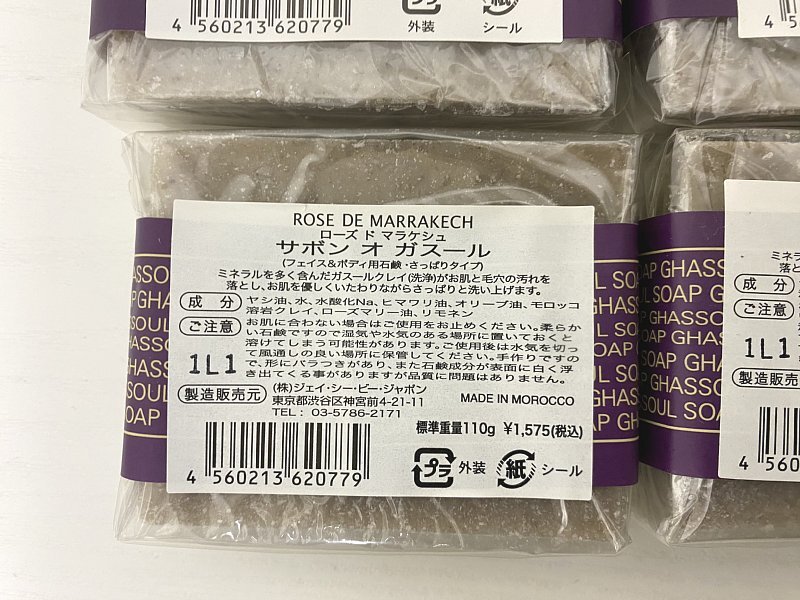 4 560213 620779
外装
シール
ROSE DE MARRAKECH
ローズ ド マラケシュ
サボン オ ガスール
(フェイス&ボディ用石鹸・さっぱりタイプ)
ミネラルを多く含んだガスールクレイ(洗浄)がお肌と毛穴の汚れを
落とし、お肌を優しくいたわりながらさっぱりと洗い上げます。
成分 ヤシ油、水、水酸化Na、ヒマワリ油、オリーブ油、モロッコ
溶岩クレイ、ローズマリー油、リモネン
ご注意 お肌に合わない場合はご使用をお止めください。柔らか
い石鹸ですので湿気や水気のある場所に置いておくと
溶けてしまう可能性があります。ご使用後は水気を切っ
て風通しの良い場所に保管してください。手作りですの
で、形にバラつきがあり、また石鹸成分が表面に白く浮
き出てくる事がありますが品質に問題はありません。
1L1
製造販売元 (株)ジェイ・シー・ビー・ジャポン
東京都渋谷区神宮前4-21-11
TEL: 03-5786-2171
MADE IN MOROCCO
標準重量110g ¥1,575(税込)
4 560213 620779
プラ 外装
紙 シール
AP GHASSO
UL SOAP GHASS
SOAP
1L1
ご注意
成分
製造販売元
4 560